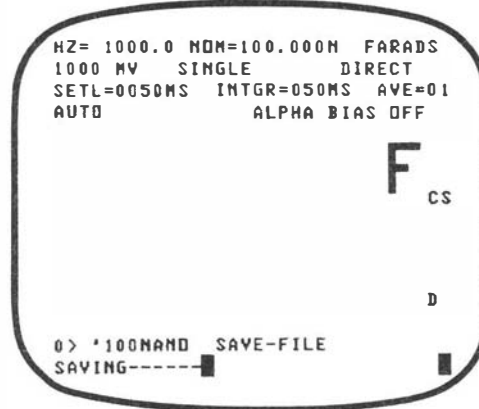 HZ= 1000.0 NOM=100.000N FARADS
1000 MV SINGLE DIRECT
SETL=0050MS INTGR=050MS AVE=01
AUTO ALPHA BIAS OFF
F
CS
D
0> '100NANO SAVE-FILE
SAVING------